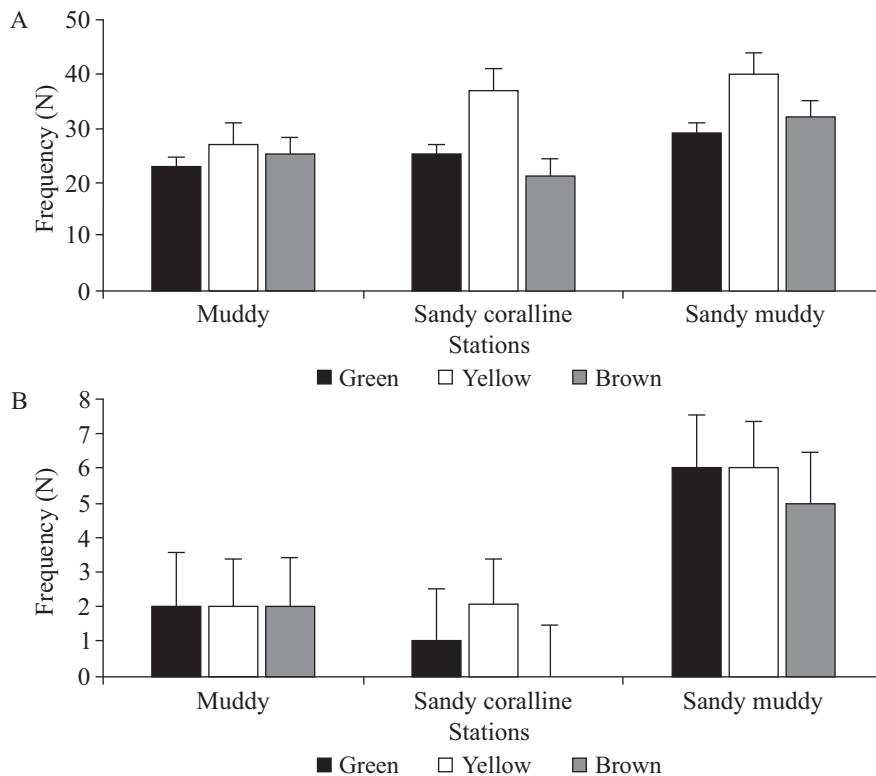 A
Frequency (N)
50
40
30
20
10
0
Muddy Sandy coralline Sandy muddy
Stations
Green Yellow Brown
B
Frequency (N)
8
7
6
5
4
3
2
1
0
Muddy Sandy coralline Sandy muddy
Stations
Green Yellow Brown